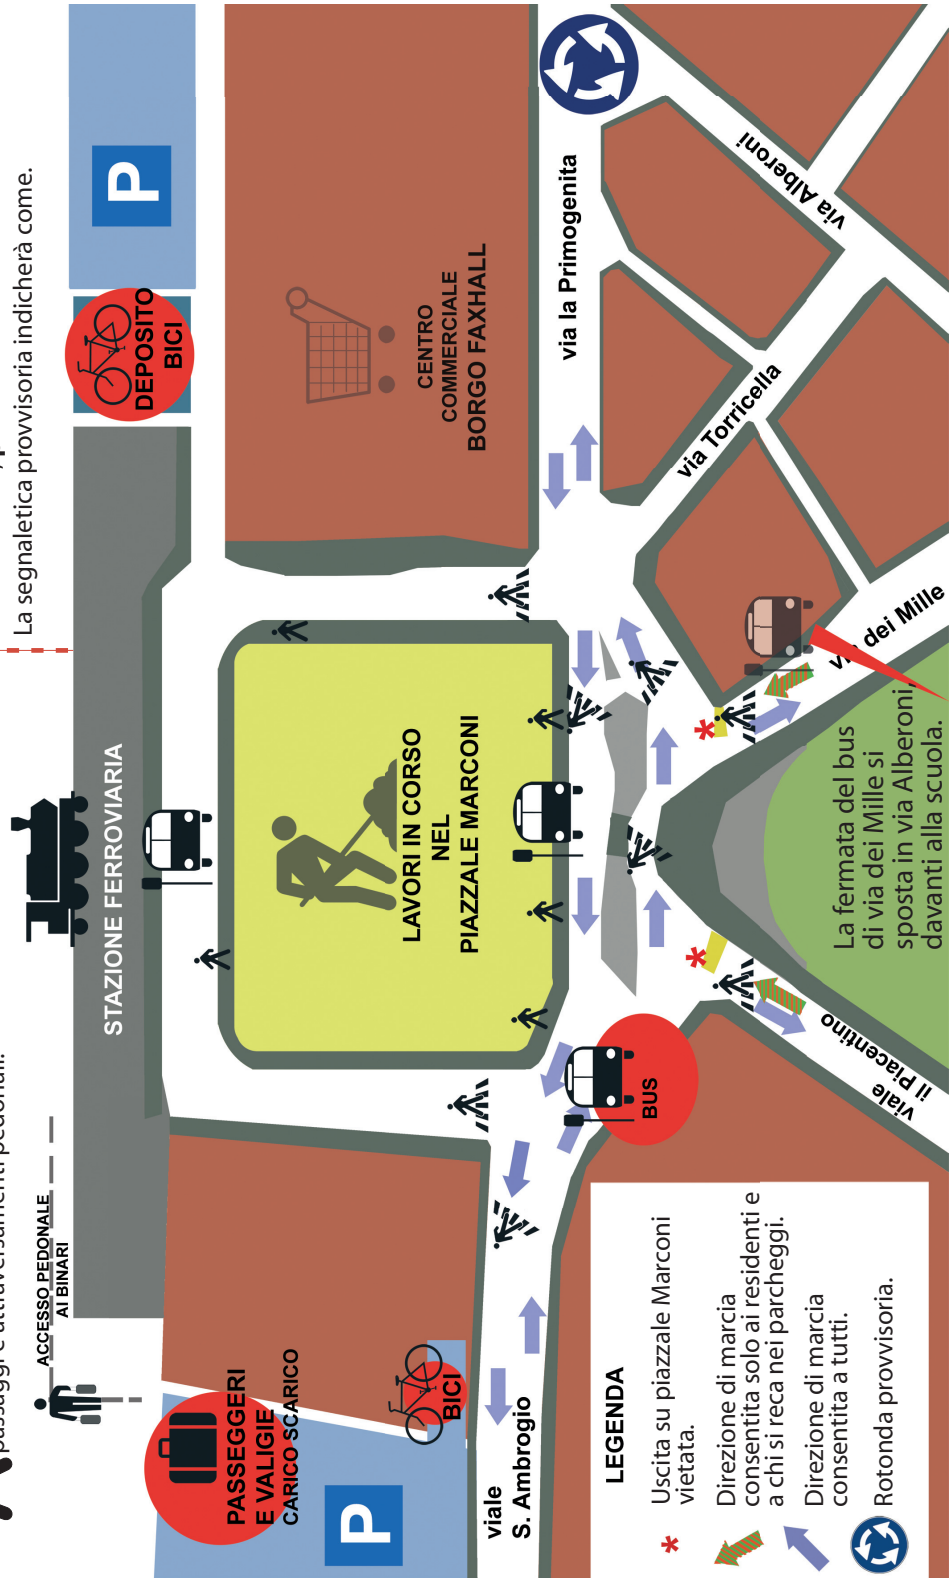 passaggi e attraversamenti pedonali.
La segnaletica provvisoria indicherà come.
ACCESSO PEDONALE
AI BINARI
STAZIONE FERROVIARIA
DEPOSITO
BICI
P
PASSEGGERI
E VALIGIE
CARICO SCARICO
P
BICI
LAVORI IN CORSO
NEL
PIAZZALE MARCONI
CENTRO
COMMERCIALE
BORGO FAXHALL
viale
S. Ambrogio
BUS
via la Primogenita
via Alberoni
via Torricella
via dei Mille
viale
il Piacentino
La fermata del bus
di via dei Mille si
sposta in via Alberoni,
davanti alla scuola.
LEGENDA
* Uscita su piazzale Marconi
vietata.
Direzione di marcia
consentita solo ai residenti e
a chi si reca nei parcheggi.
Direzione di marcia
consentita a tutti.
Rotonda provvisoria.